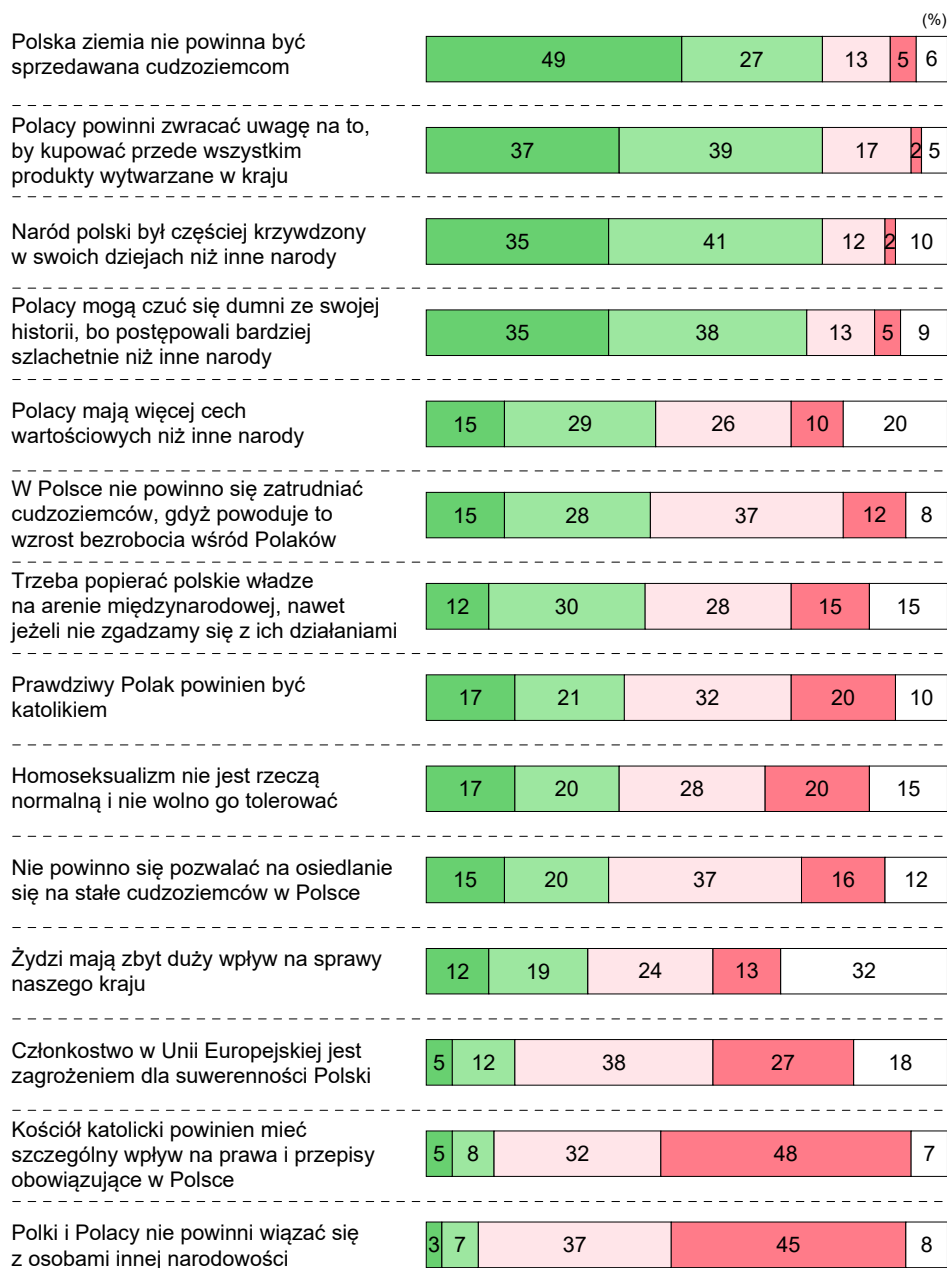 (%)
Polska ziemia nie powinna być
sprzedawana cudzoziemcom
49 27 13 5 6
Polacy powinni zwracać uwagę na to,
by kupować przede wszystkim
produkty wytwarzane w kraju
37 39 17 2 5
Naród polski był częściej krzywdzony
w swoich dziejach niż inne narody
35 41 12 2 10
Polacy mogą czuć się dumni ze swojej
historii, bo postępowali bardziej
szlachetnie niż inne narody
35 38 13 5 9
Polacy mają więcej cech
wartościowych niż inne narody
15 29 26 10 20
W Polsce nie powinno się zatrudniać
cudzoziemców, gdyż powoduje to
wzrost bezrobocia wśród Polaków
15 28 37 12 8
Trzeba popierać polskie władze
na arenie międzynarodowej, nawet
jeżeli nie zgadzamy się z ich działaniami
12 30 28 15 15
Prawdziwy Polak powinien być
katolikiem
17 21 32 20 10
Homoseksualizm nie jest rzeczą
normalną i nie wolno go tolerować
17 20 28 20 15
Nie powinno się pozwalać na osiedlanie
się na stałe cudzoziemców w Polsce
15 20 37 16 12
Żydzi mają zbyt duży wpływ na sprawy
naszego kraju
12 19 24 13 32
Członkostwo w Unii Europejskiej jest
zagrożeniem dla suwerenności Polski
5 12 38 27 18
Kościół katolicki powinien mieć
szczególny wpływ na prawa i przepisy
obowiązujące w Polsce
5 8 32 48 7
Polki i Polacy nie powinni wiązać się
z osobami innej narodowości
3 7 37 45 8